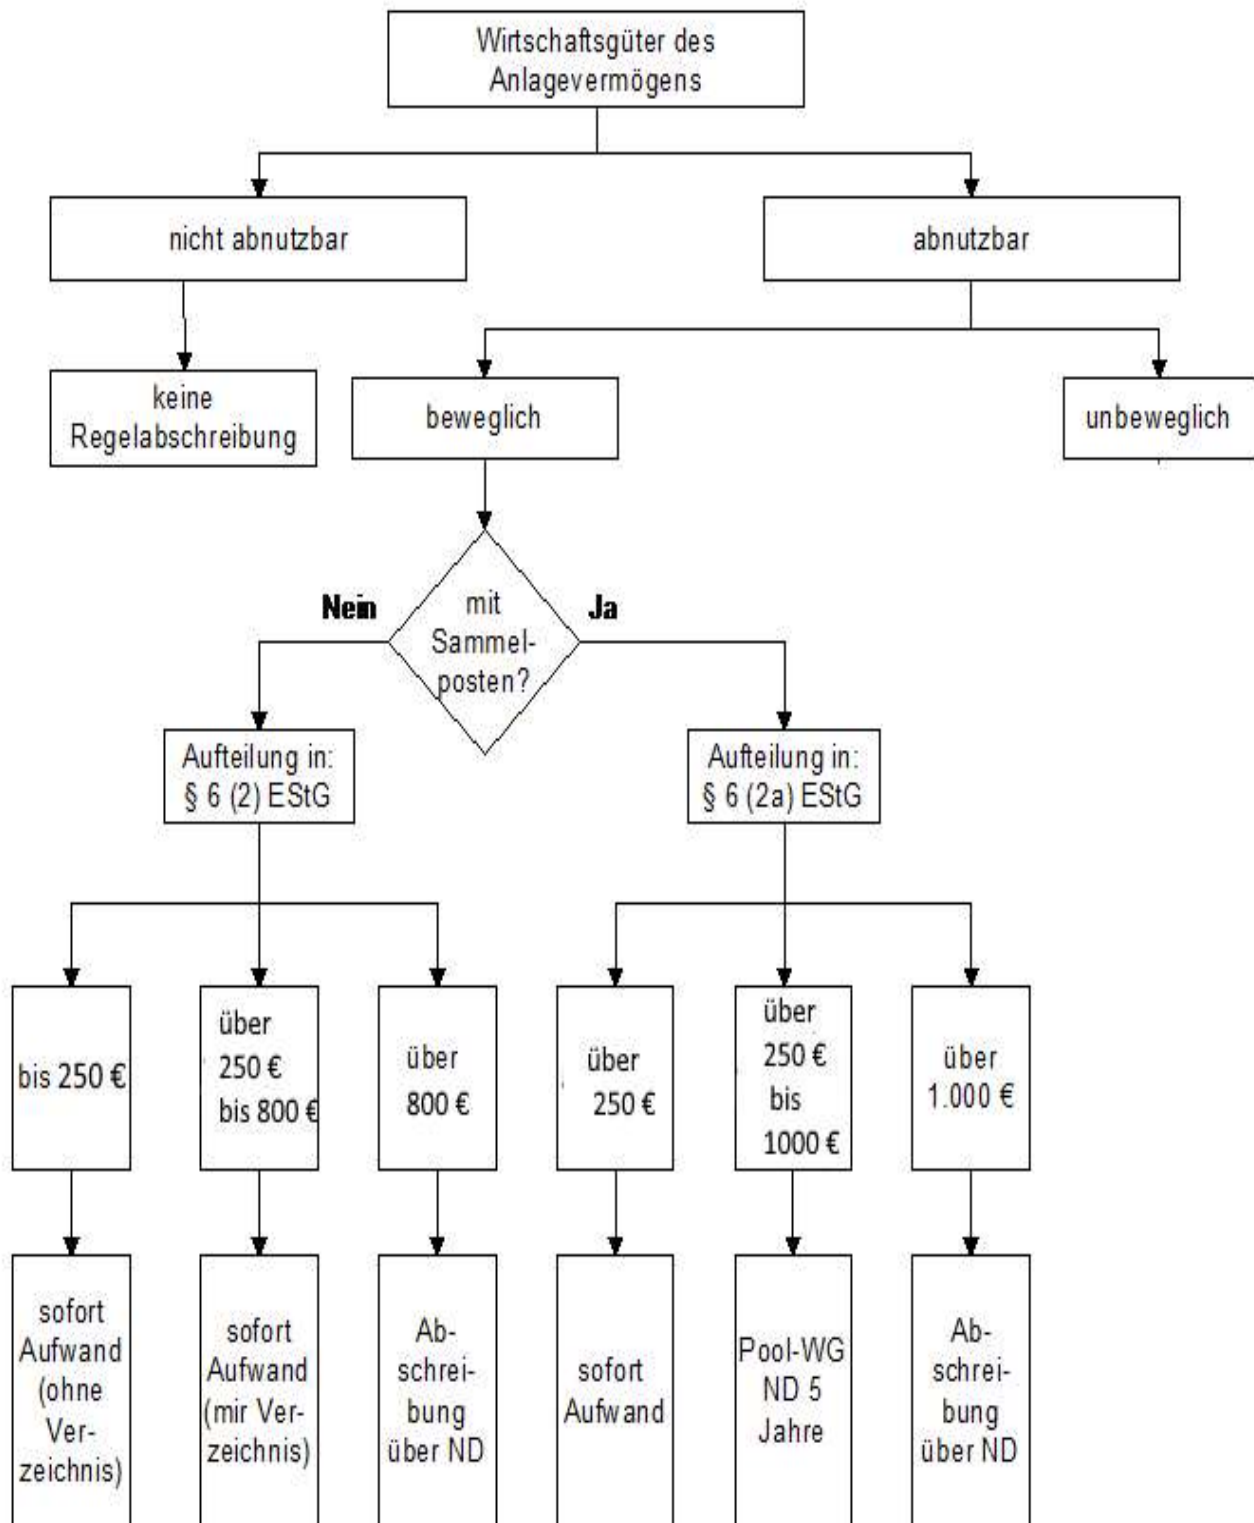 Wirtschaftsgüter des
Anlagevermögens
nicht abnutzbar
abnutzbar
keine
Regelabschreibung
beweglich
unbeweglich
Nein
mit
Sammel-
posten?
Ja
Aufteilung in:
§ 6 (2) EStG
Aufteilung in:
§ 6 (2a) EStG
bis 250 €
über
250 €
bis 800 €
über
800 €
über
250 €
über
250 €
bis
1000 €
über
1.000 €
sofort
Aufwand
(ohne
Ver-
zeichnis)
sofort
Aufwand
(mir Ver-
zeichnis)
Ab-
schrei-
bung
über ND
sofort
Aufwand
Pool-WG
ND 5
Jahre
Ab-
schrei-
bung
über ND